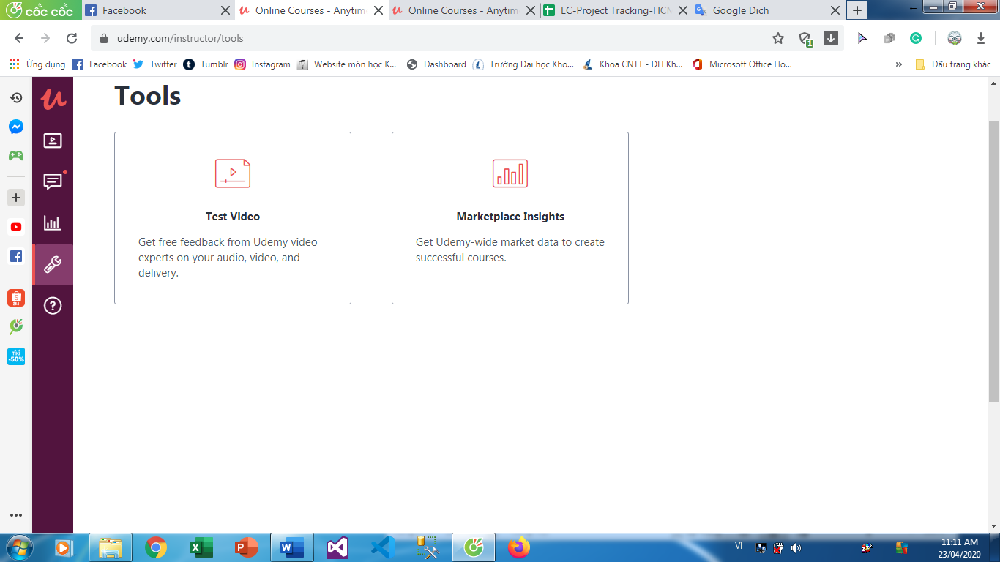 cốc cốc
Facebook
Online Courses - Anytim
Online Courses - Anytim
EC-Project Tracking-HCM
Google Dịch
udemy.com/instructor/tools
1
Ứng dụng
Facebook
Twitter
Tumblr
Instagram
Website môn học K...
Dashboard
Trường Đại học Kho...
Khoa CNTT - ĐH Kh...
Microsoft Office Ho...
»
Dấu trang khác
Tools
Test Video
Get free feedback from Udemy video
experts on your audio, video, and
delivery.
Marketplace Insights
Get Udemy-wide market data to create
successful courses.
TIKI
-50%
VI
11:11 AM
23/04/2020